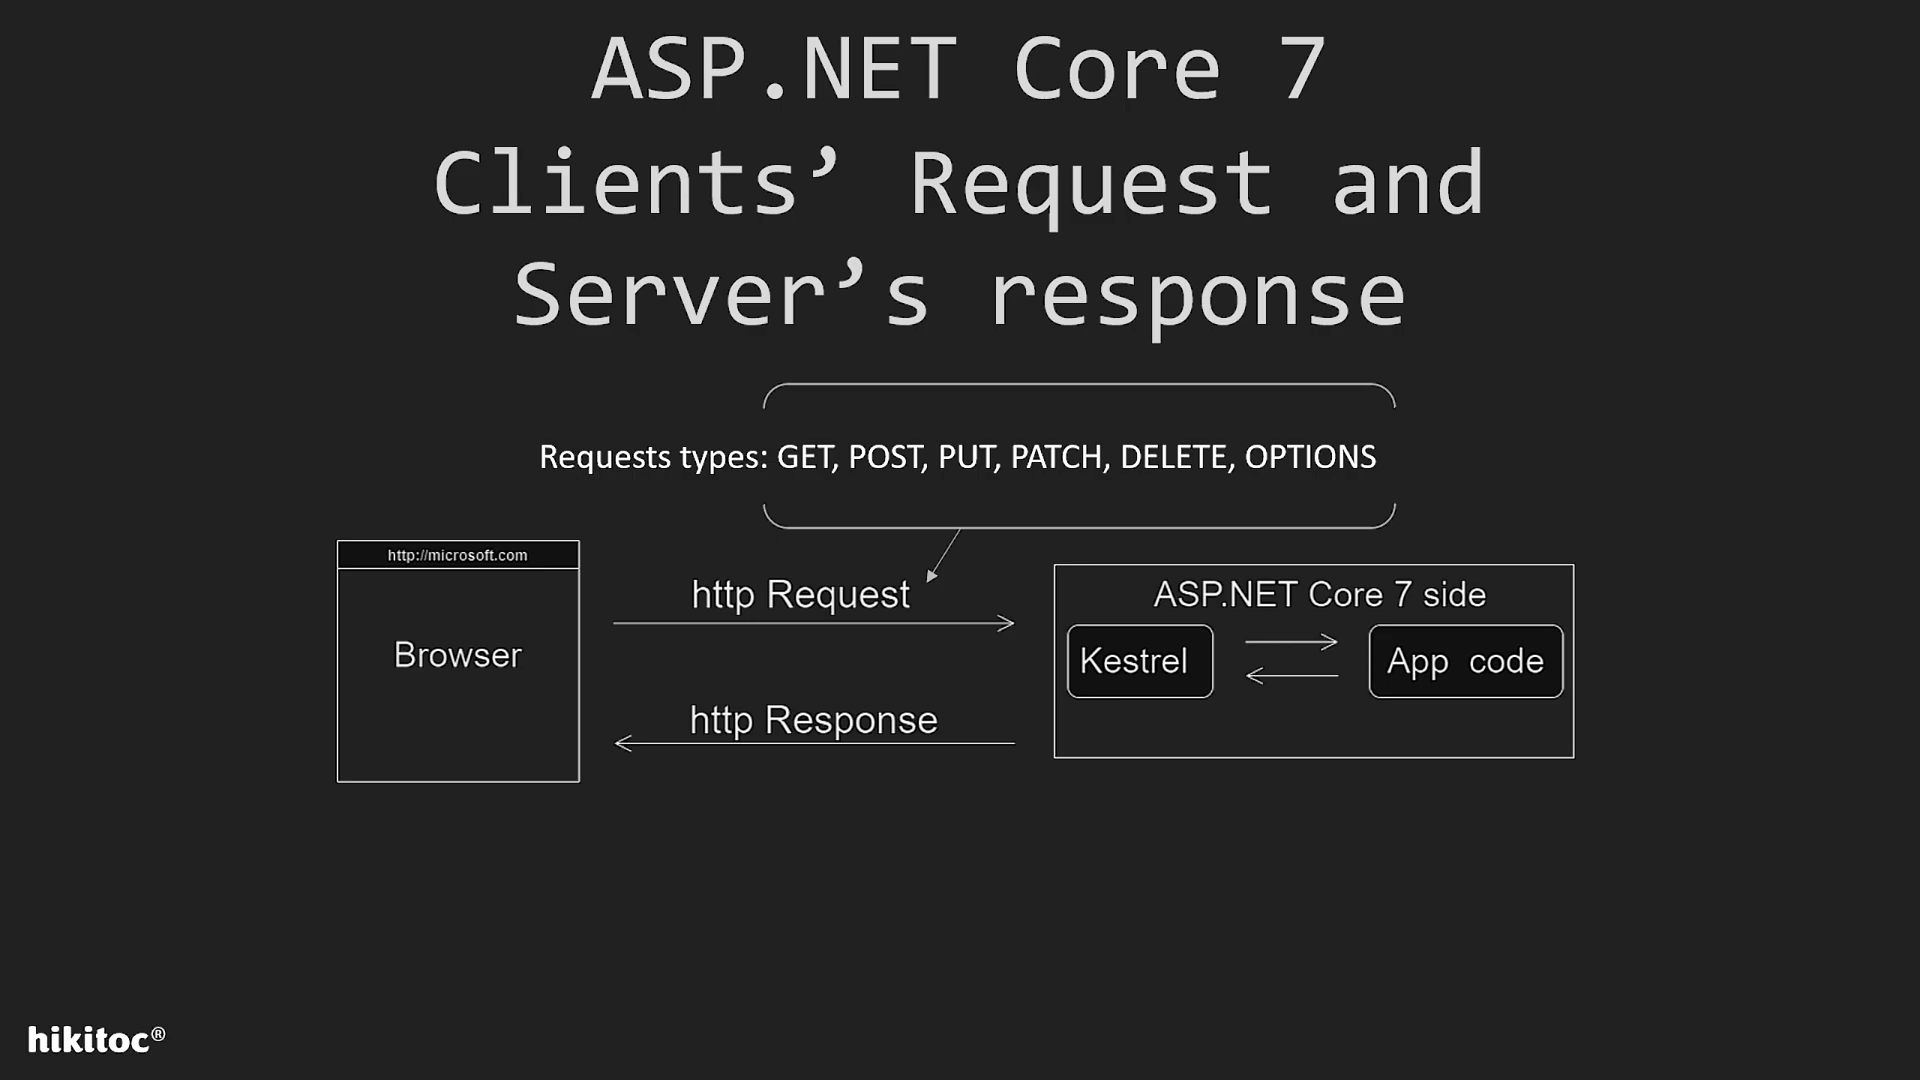 ASP.NET Core 7
Clients’ Request and
Server’s response
Requests types: GET, POST, PUT, PATCH, DELETE, OPTIONS
http://microsoft.com
Browser
http Request
http Response
ASP.NET Core 7 side
Kestrel
App code
hikitoc®